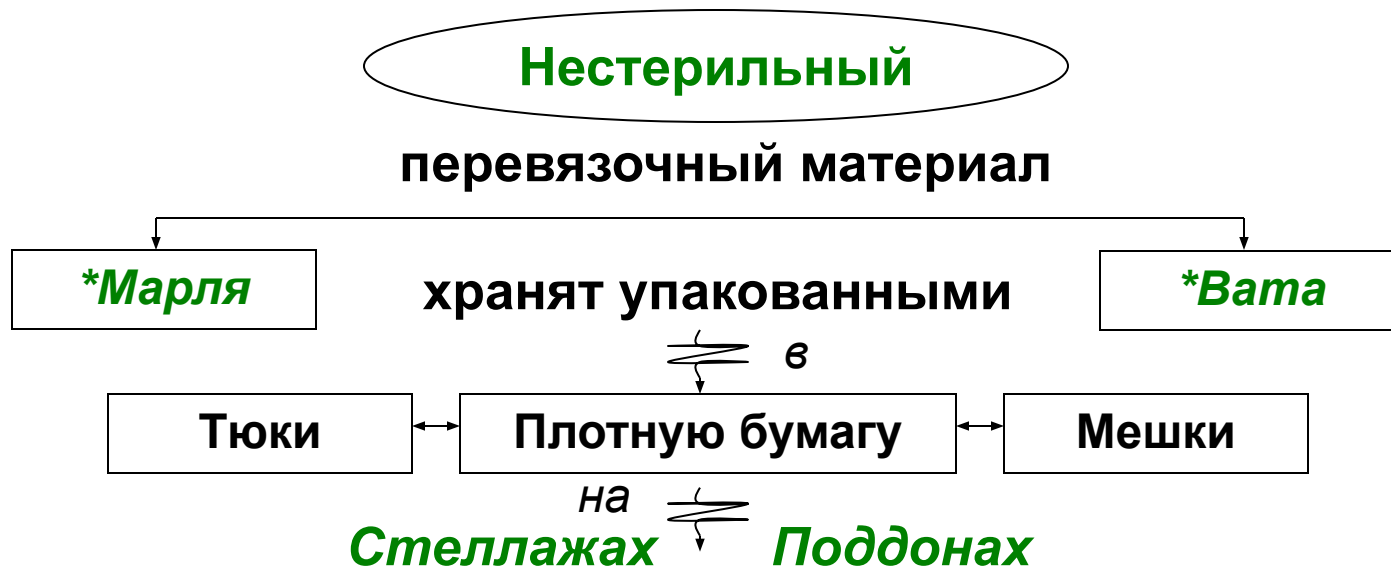 Нестерильный
перевязочный материал
*Марля
хранят упакованными
*Вата
в
Тюки
Плотную бумагу
Мешки
на
Стеллажах
Поддонах